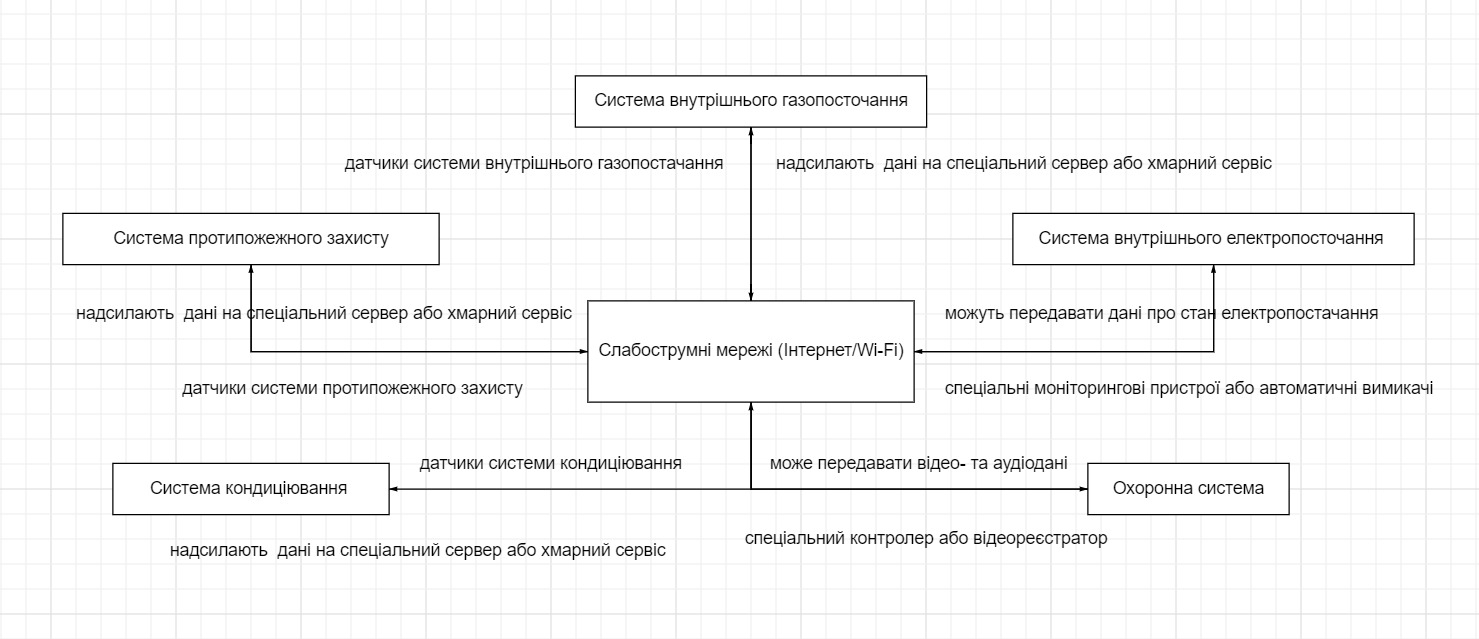 Система внутрішнього газопосточання
датчики системи внутрішнього газопостачання
надсилають дані на спеціальний сервер або хмарний сервіс
Система протипожежного захисту
Система внутрішнього електропосточання
надсилають дані на спеціальний сервер або хмарний сервіс
можуть передавати дані про стан електропостачання
Слабострумні мережі (Інтернет/Wi-Fi)
датчики системи протипожежного захисту
спеціальні моніторингові пристрої або автоматичні вимикачі
датчики системи кондиціювання
може передавати відео- та аудіодані
Система кондиціювання
Охоронна система
спеціальний контролер або відеореєстратор
надсилають дані на спеціальний сервер або хмарний сервіс